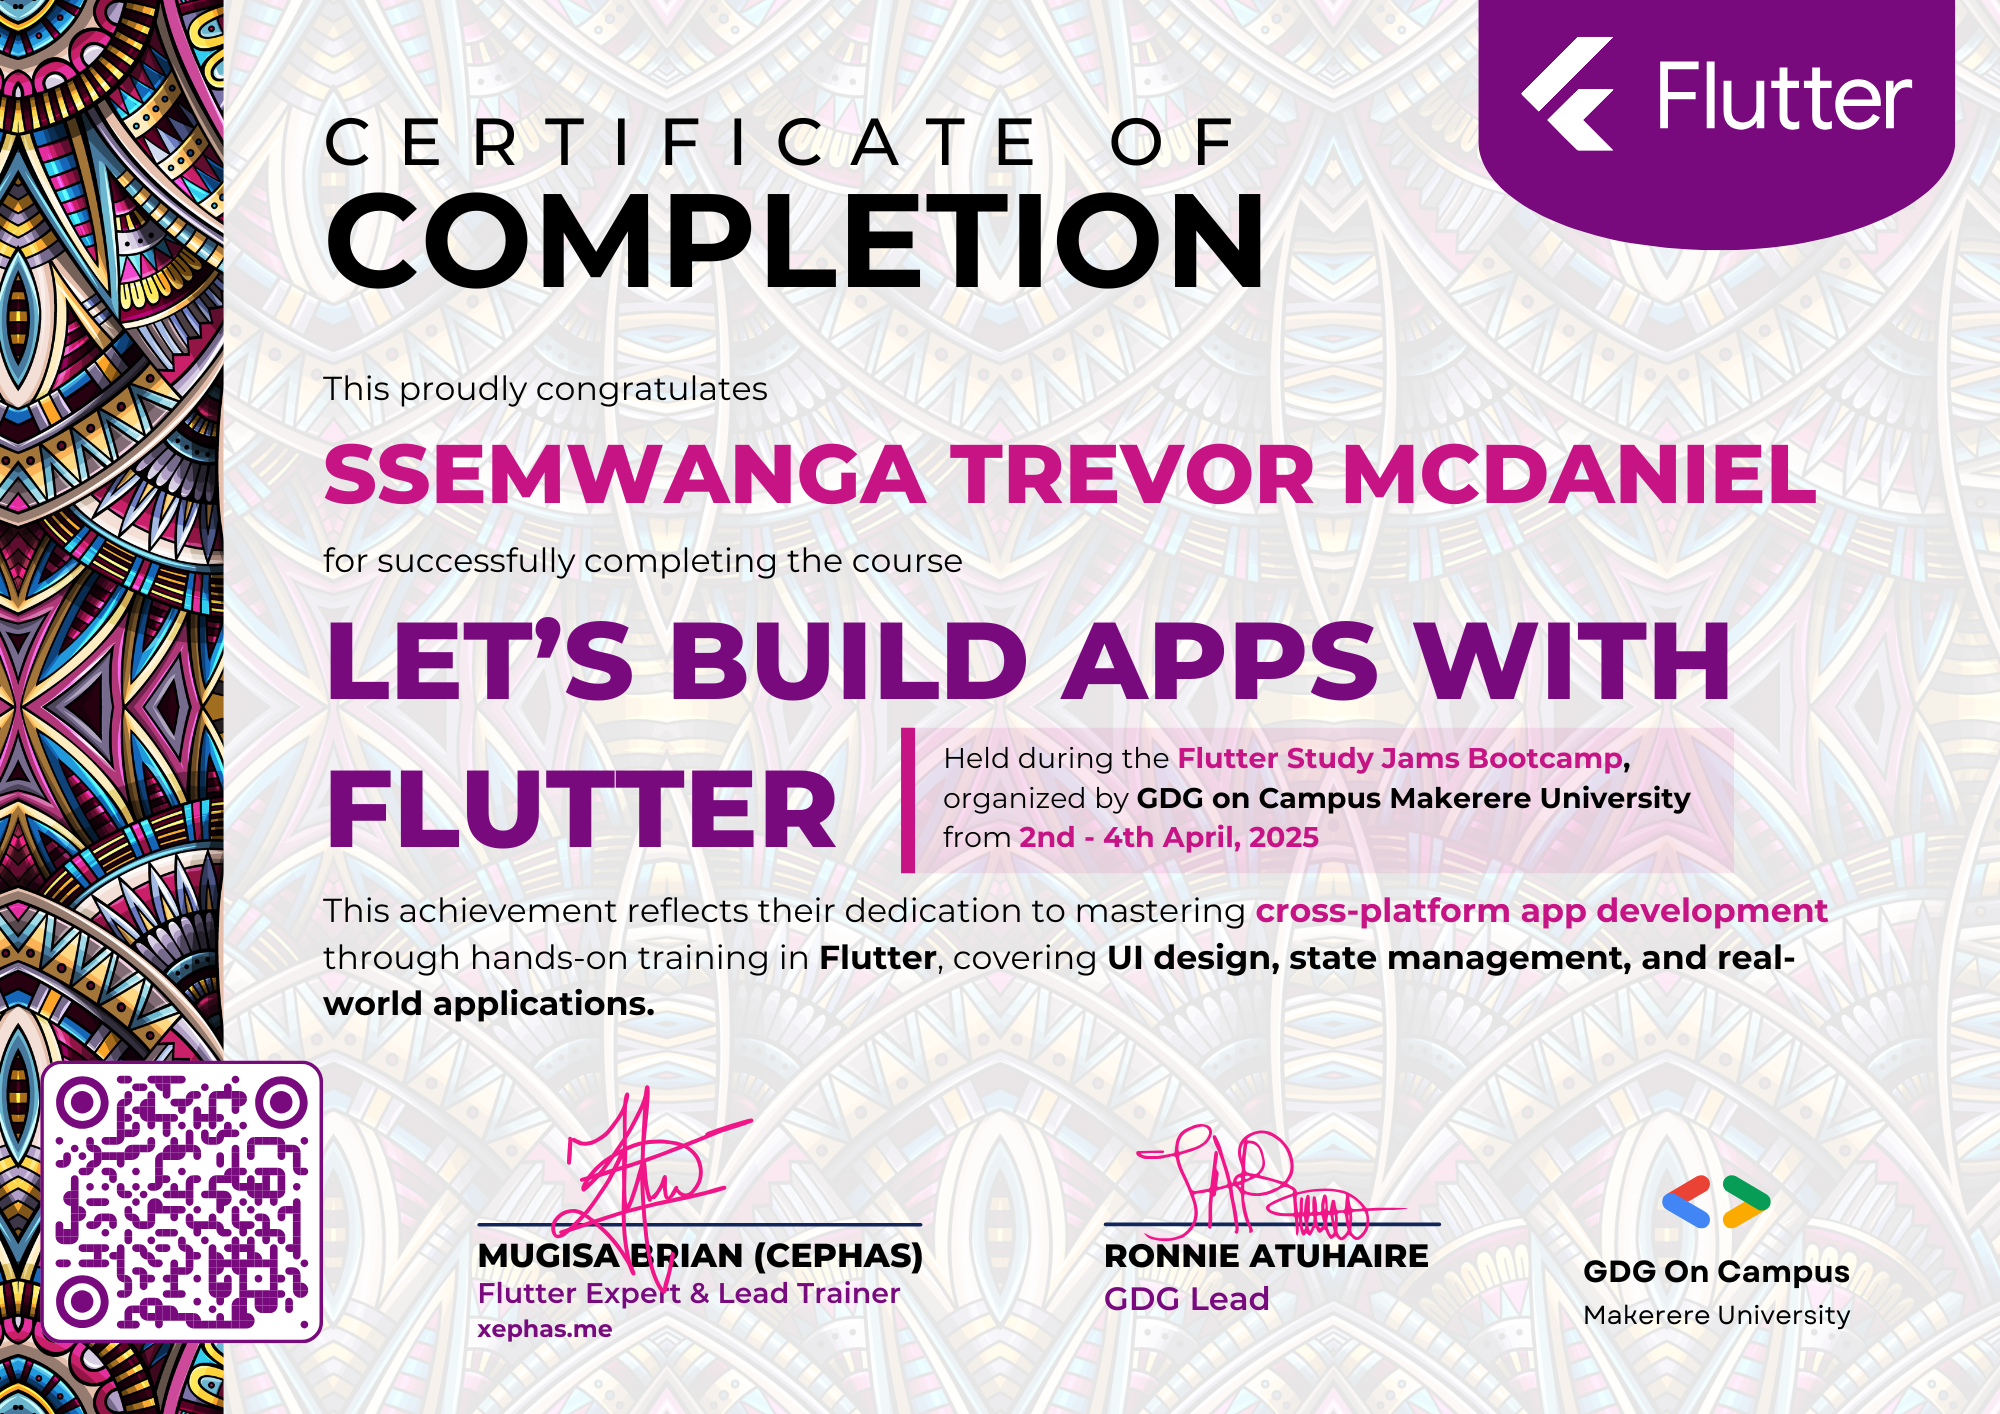 Flutter
CERTIFICATE OF
COMPLETION
This proudly congratulates
SSEMWANGA TREVOR MCDANIEL
for successfully completing the course
LET’S BUILD APPS WITH
FLUTTER
Held during the Flutter Study Jams Bootcamp,
organized by GDG on Campus Makerere University
from 2nd - 4th April, 2025
This achievement reflects their dedication to mastering cross-platform app development
through hands-on training in Flutter, covering UI design, state management, and real-
world applications.
MUGISA BRIAN (CEPHAS)
Flutter Expert & Lead Trainer
xephas.me
RONNIE ATUHAIRE
GDG Lead
GDG On Campus
Makerere University